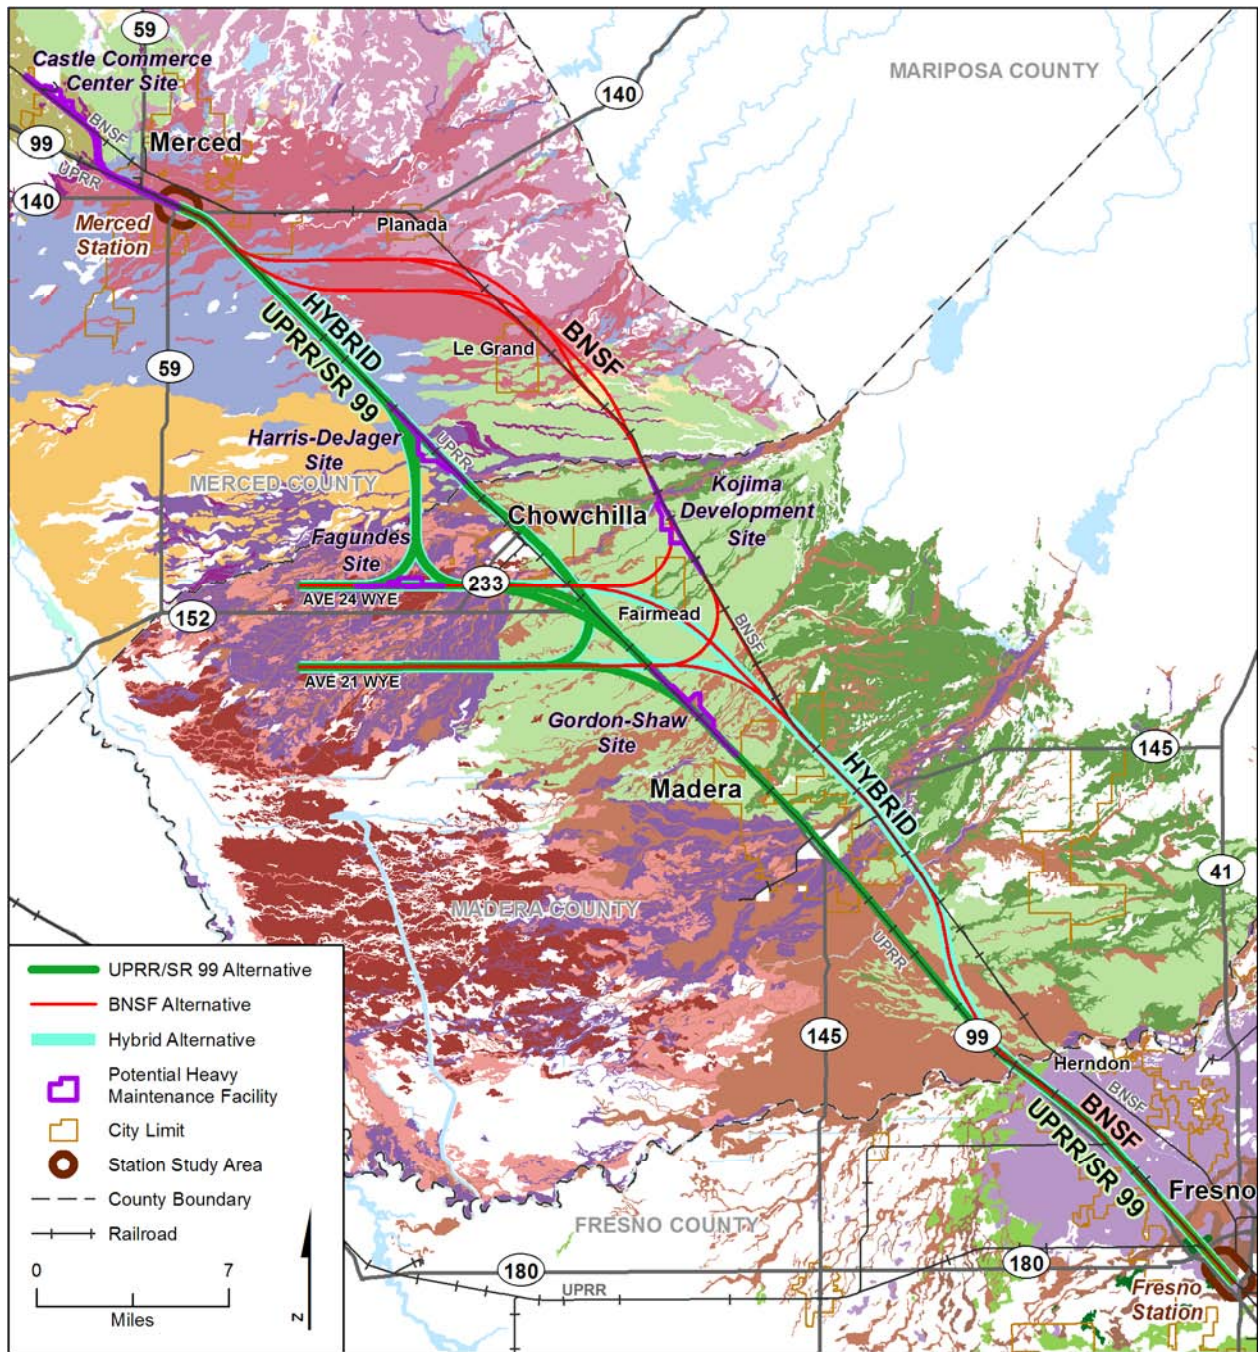 59
Castle Commerce
Center Site
MARIPOSA COUNTY
140
BNSF
99
Merced
UPRR
140
Merced
Station
Planada
HYBRID
UPRR/SR 99
BNSF
Le Grand
59
Harris-DeJager
Site
UPRR
MERCED COUNTY
Kojima
Development
Site
Chowchilla
Fagundes
Site
233
AVE 24 WYE
152
Fairmead
BNSF
AVE 21 WYE
Gordon-Shaw
Site
145
HYBRID
Madera
41
MADERA COUNTY
UPRR
145
99
Herndon
BNSF
BNSF
UPRR/SR 99
Fresno
FRESNO COUNTY
180
180
UPRR
Fresno
Station
UPRR/SR 99 Alternative
BNSF Alternative
Hybrid Alternative
Potential Heavy
Maintenance Facility
City Limit
Station Study Area
County Boundary
Railroad
0 7
Miles
N